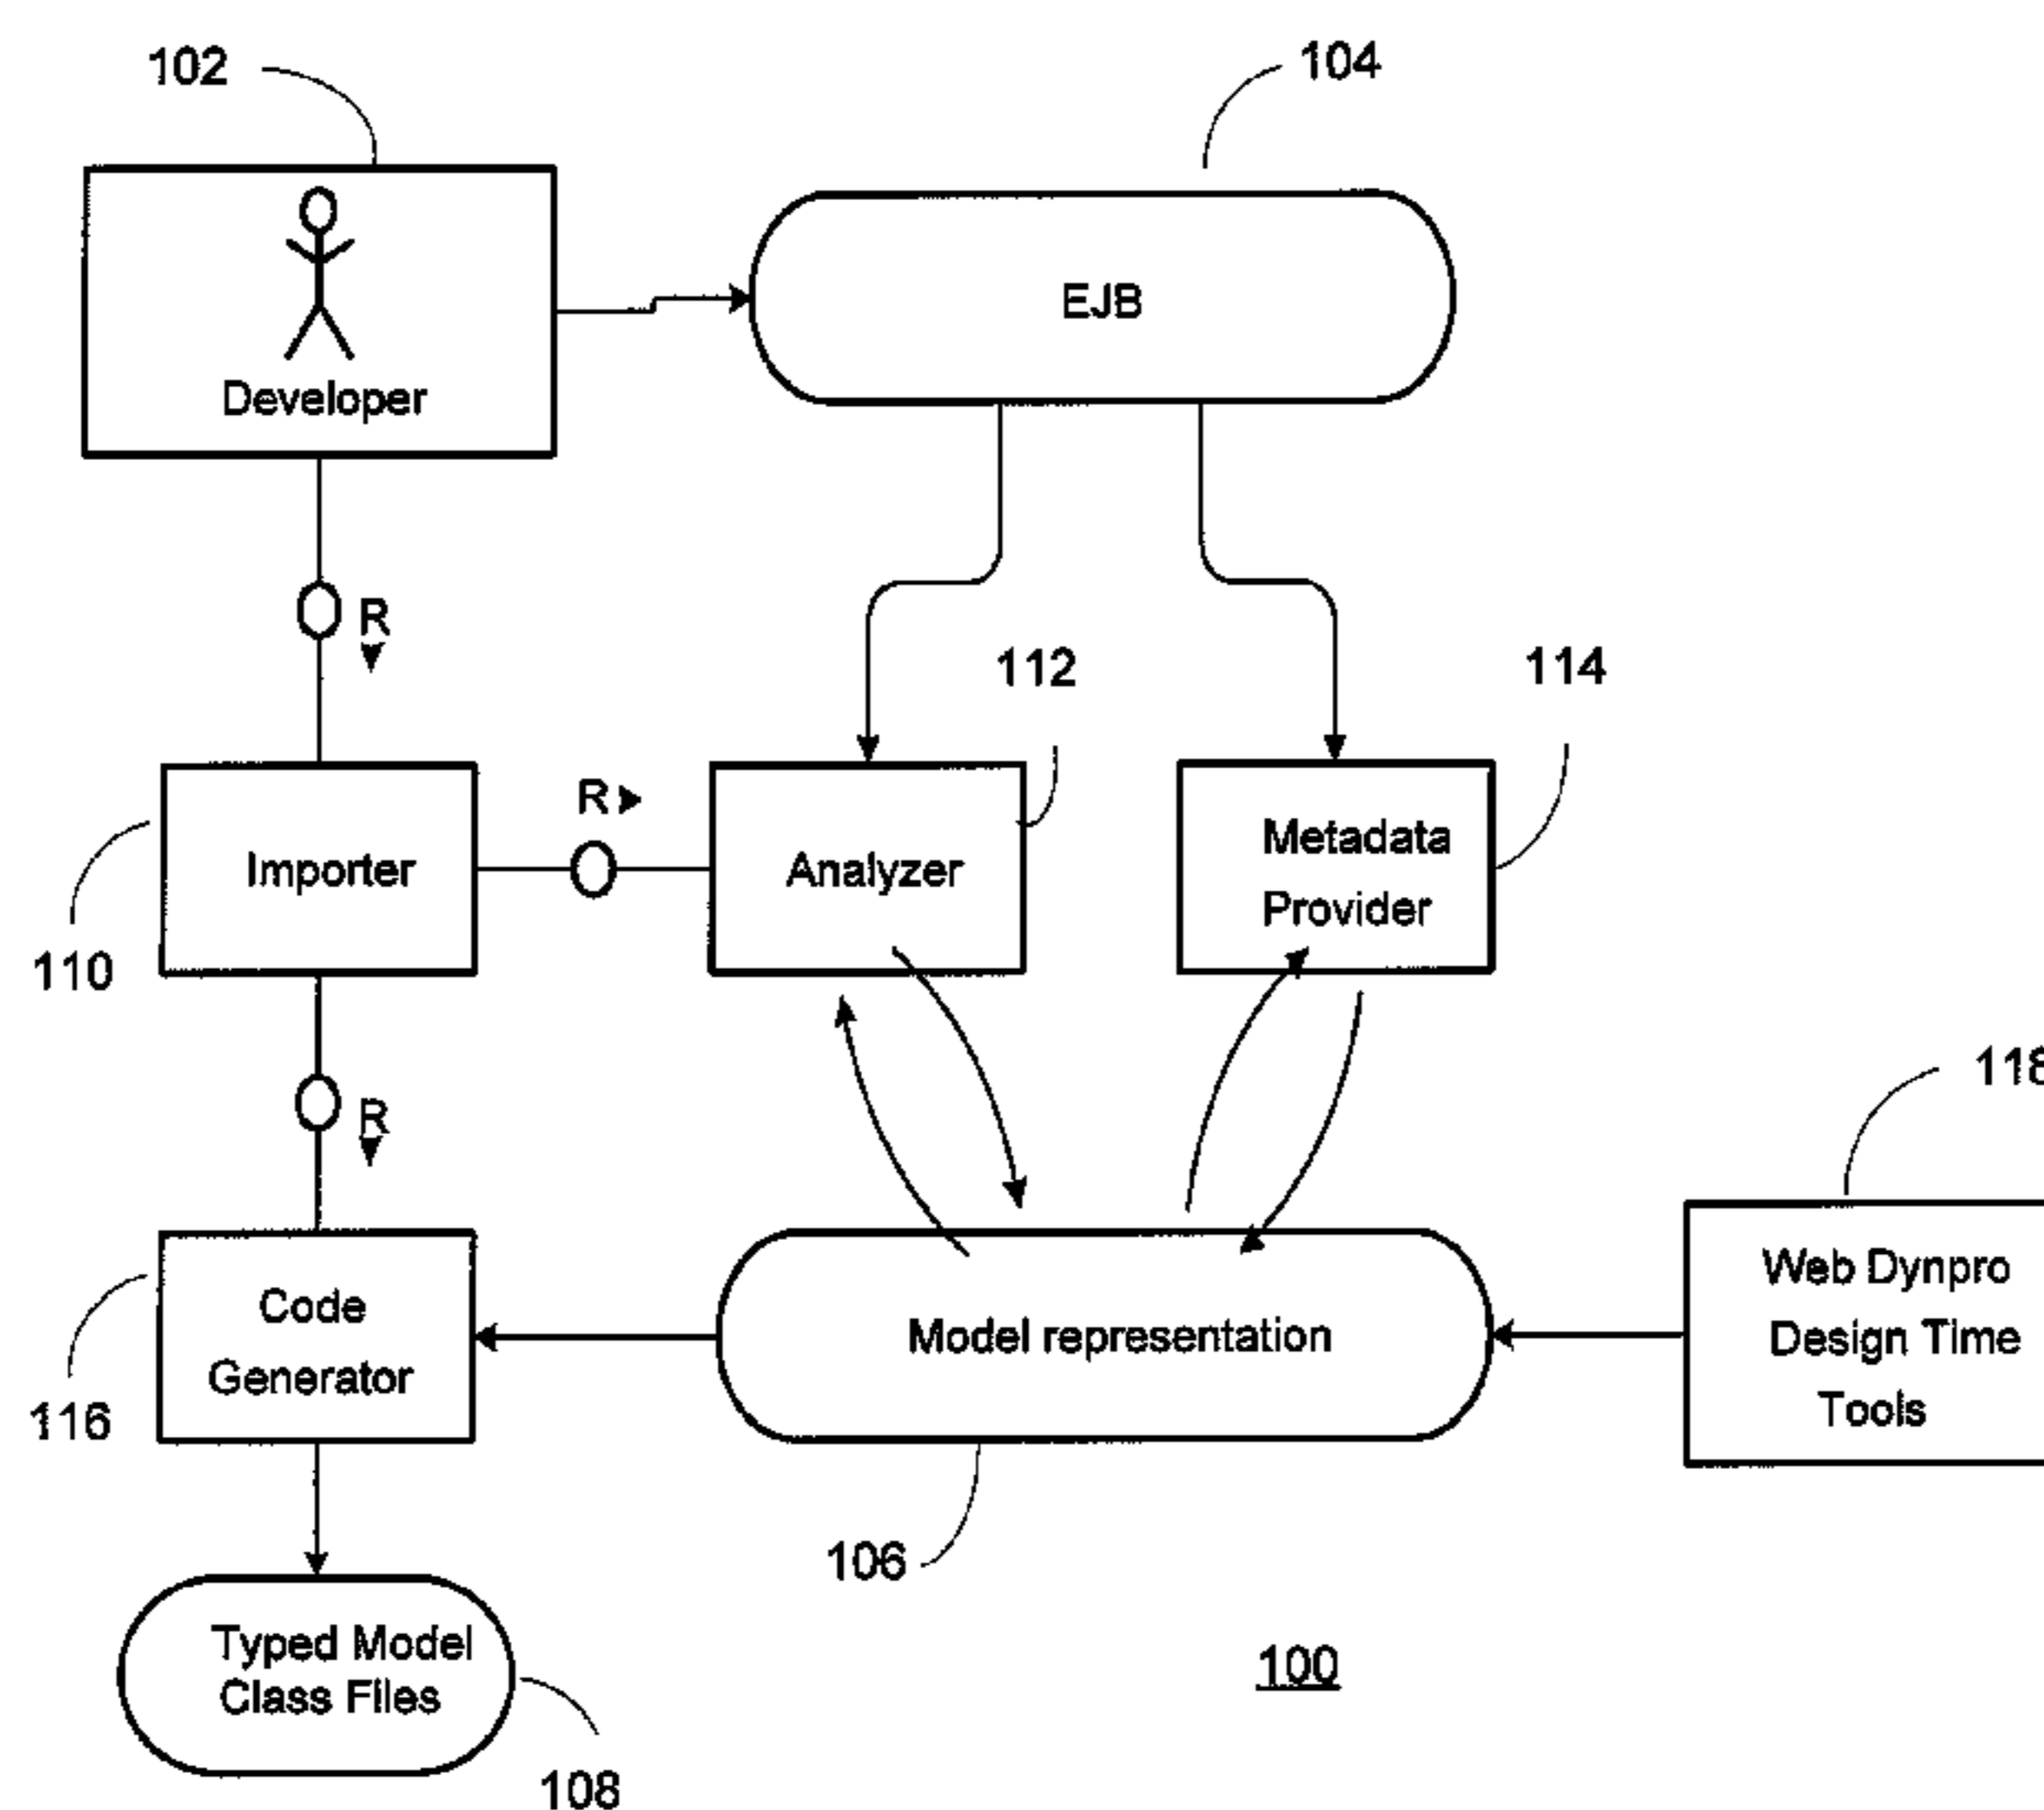 102
104
EJB
Developer
R
112
114
R
Importer
Analyzer
Metadata
Provider
110
R
118
Code
Generator
Model representation
Web Dynpro
Design Time
Tools
116
106
Typed Model
Class Files
100
108